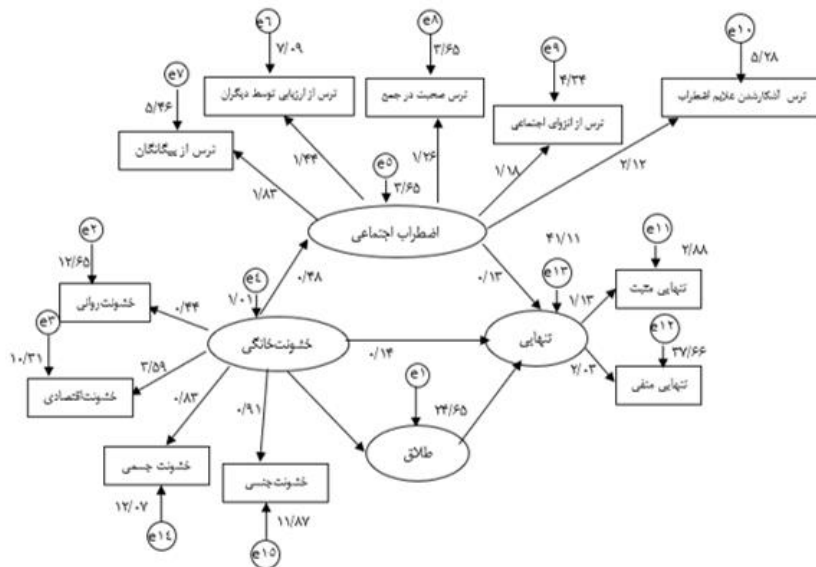 e۶
۷/۰۹
e۸
۳/۶۵
e۹
۴/۳۴
e۱۰
۵/۲۸
e۷
۵/۴۶
ترس از ارزیابی توسط دیگران
ترس صحبت در جمع
ترس از انزوای اجتماعی
ترس آشکارشدن علایم اضطراب
ترس از بیگانگان
۱/۸۳
۱/۴۴
۱/۲۶
۱/۱۸
۲/۱۲
e۵
۳/۶۵
اضطراب اجتماعی
e۲
۱۲/۶۵
خشونت‌روانی
e۳
۱۰/۳۱
خشونت‌اقتصادی
۰/۴۴
۳/۵۹
e۴
۱/۰۱
۰/۴۸
خشونت‌خانگی
۰/۱۳
۴۱/۱۱
e۱۳
۱/۱۳
تنهایی
e۱۱
۲/۸۸
تنهایی مثبت
e۱۲
۳۷/۶۶
تنهایی منفی
۲/۰۳
۰/۱۴
e۱
۲۴/۶۵
طلاق
۰/۸۳
۰/۹۱
خشونت جسمی
۱۲/۰۷
e۱۴
خشونت‌جنسی
۱۱/۸۷
e۱۵